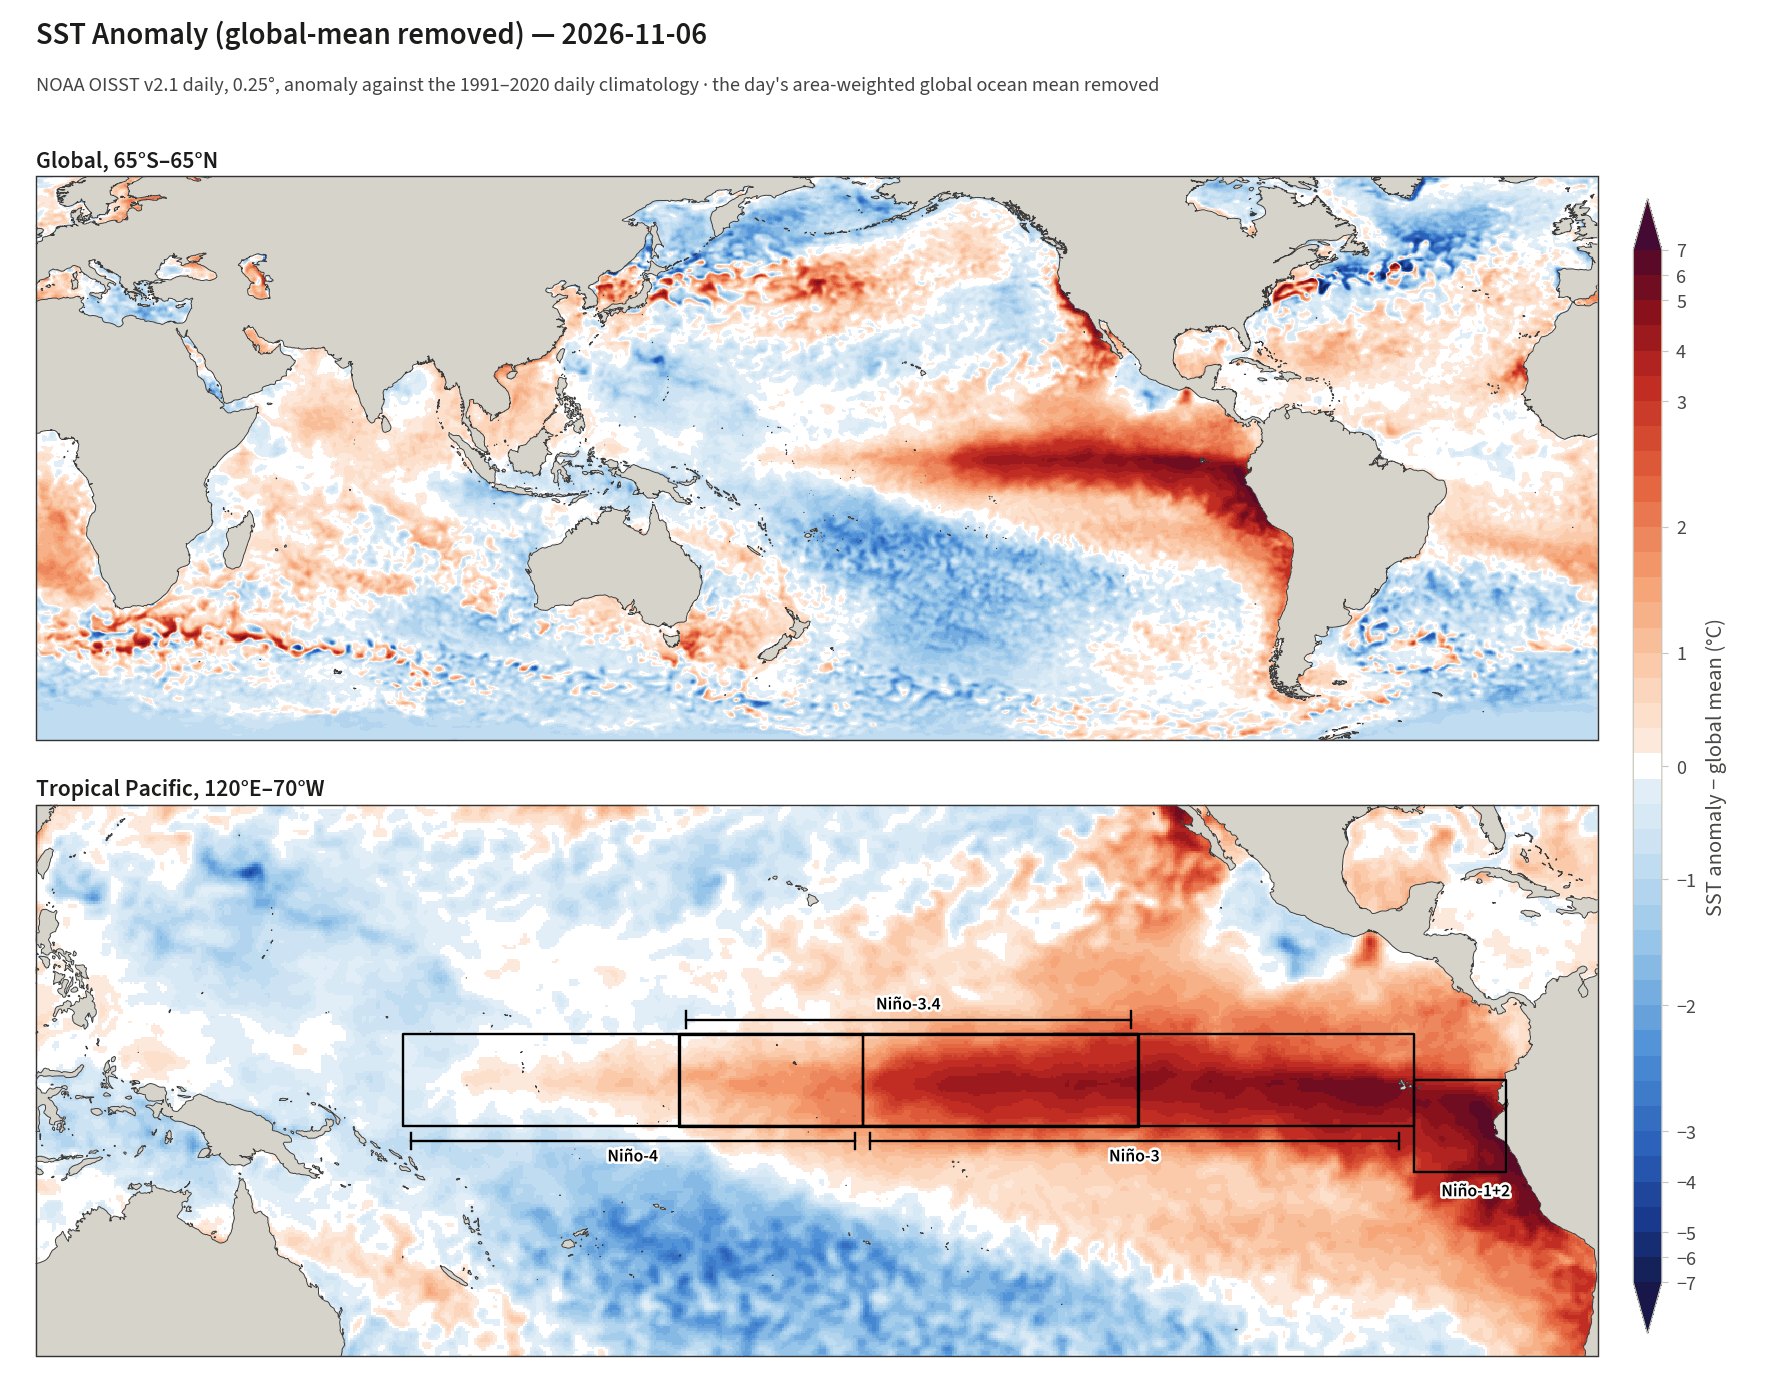 SST Anomaly (global-mean removed) — 2026-11-06
NOAA OISST v2.1 daily, 0.25°, anomaly against the 1991–2020 daily climatology · the day's area-weighted global ocean mean removed
Global, 65°S–65°N
7
6
5
4
3
2
1
0
−1
−2
−3
−4
−5
−6
−7
SST anomaly − global mean (°C)
Tropical Pacific, 120°E–70°W
Niño-3.4
Niño-4
Niño-3
Niño-1+2